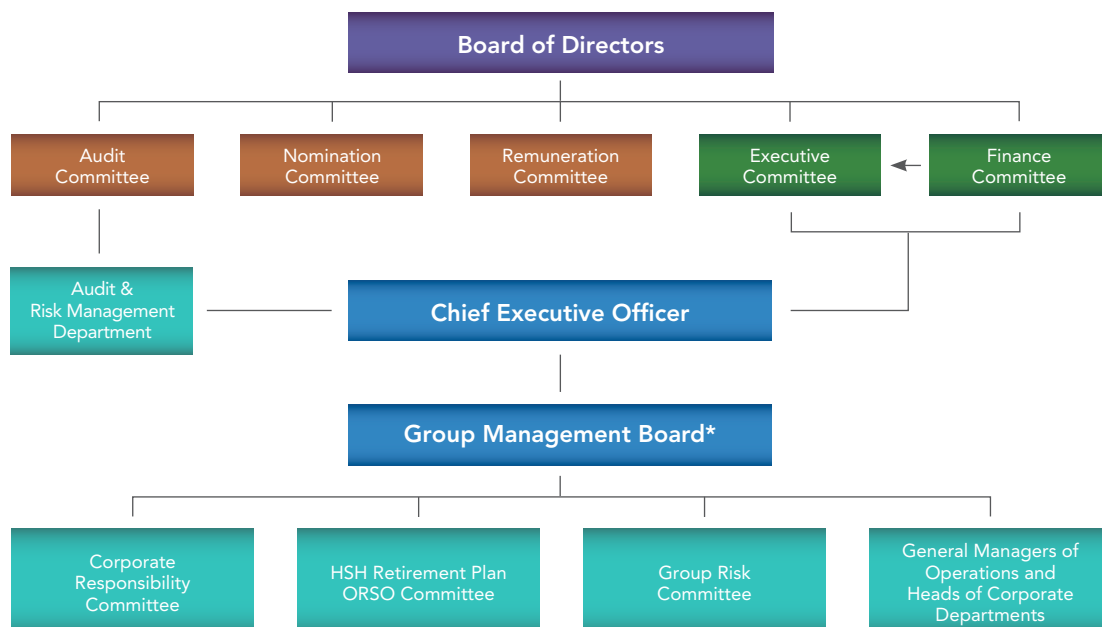 Board of Directors
Audit
Committee
Nomination
Committee
Remuneration
Committee
Executive
Committee
Finance
Committee
Audit &
Risk Management
Department
Chief Executive Officer
Group Management Board*
Corporate
Responsibility
Committee
HSH Retirement Plan
ORSO Committee
Group Risk
Committee
General Managers of
Operations and
Heads of Corporate
Departments